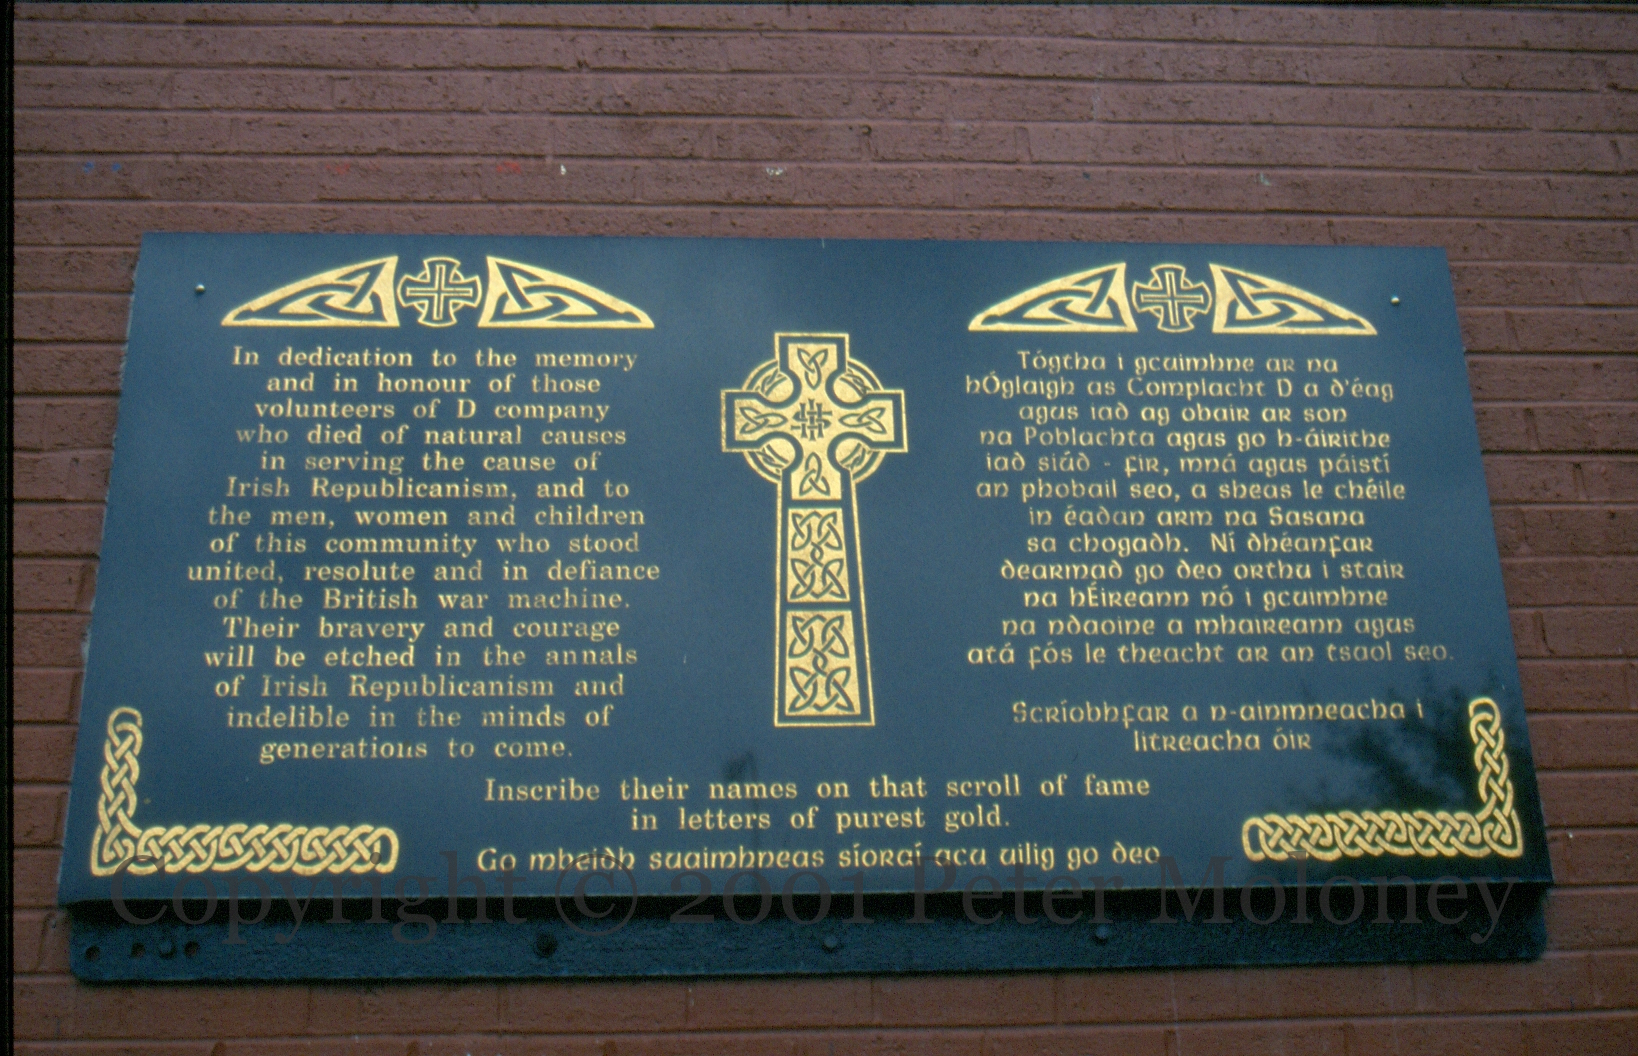 In dedication to the memory
and in honour of those
volunteers of D company
who died of natural causes
in serving the cause of
Irish Republicanism, and to
the men, women and children
of this community who stood
united, resolute and in defiance
of the British war machine.
Their bravery and courage
will be etched in the annals
of Irish Republicanism and
indelible in the minds of
generations to come.
Tógtha i gcuimhne ar na
hÓglaigh as Complacht D a d'éag
agus iad ag obair ar son
na Poblachta agus go h-áirithe
iad siúd - fir, mná agus páistí
an phobail seo, a sheas le chéile
in éadan arm na Sasana
sa chogadh. Ní dhéanfar
dearmad go deo orthu i stair
na hÉireann nó i gcuimhne
na ndaoine a mhaireann agus
atá fós le theacht ar an tsaol seo.
Scríobhfar a n-ainmneacha i
litreacha óir
Inscribe their names on that scroll of fame
in letters of purest gold.
Go mbaidh suaimhneas síoraí acu uilig go deo
Copyright © 2001 Peter Moloney